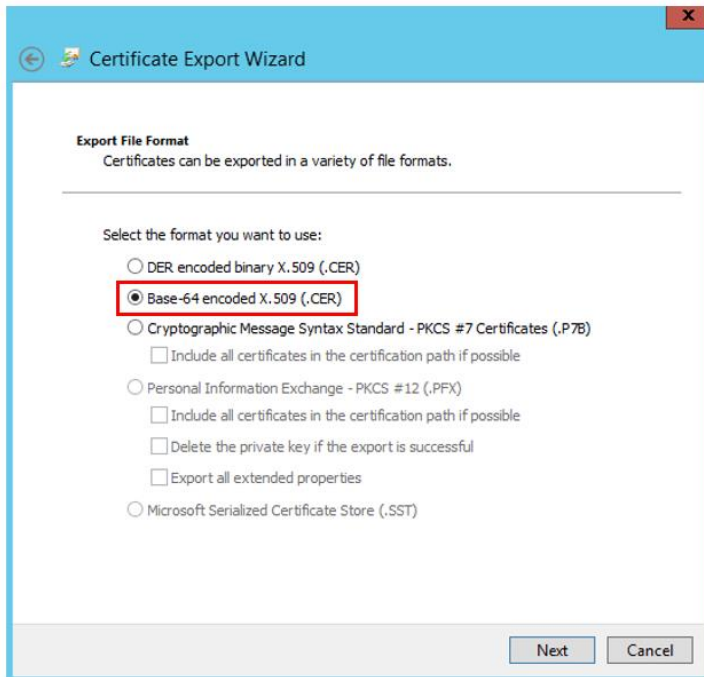 x
Certificate Export Wizard
Export File Format
Certificates can be exported in a variety of file formats.
Select the format you want to use:
DER encoded binary X.509 (.CER)
Base-64 encoded X.509 (.CER)
Cryptographic Message Syntax Standard - PKCS #7 Certificates (.P7B)
Include all certificates in the certification path if possible
Personal Information Exchange - PKCS #12 (.PFX)
Include all certificates in the certification path if possible
Delete the private key if the export is successful
Export all extended properties
Microsoft Serialized Certificate Store (.SST)
Next Cancel